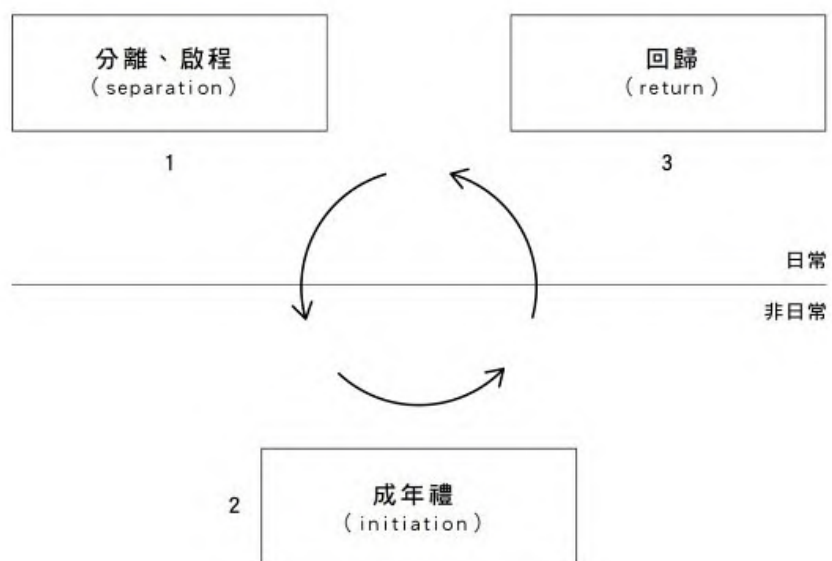 分離、啟程
（separation）
1
回歸
（return）
3
日常
非日常
2
成年禮
（initiation）